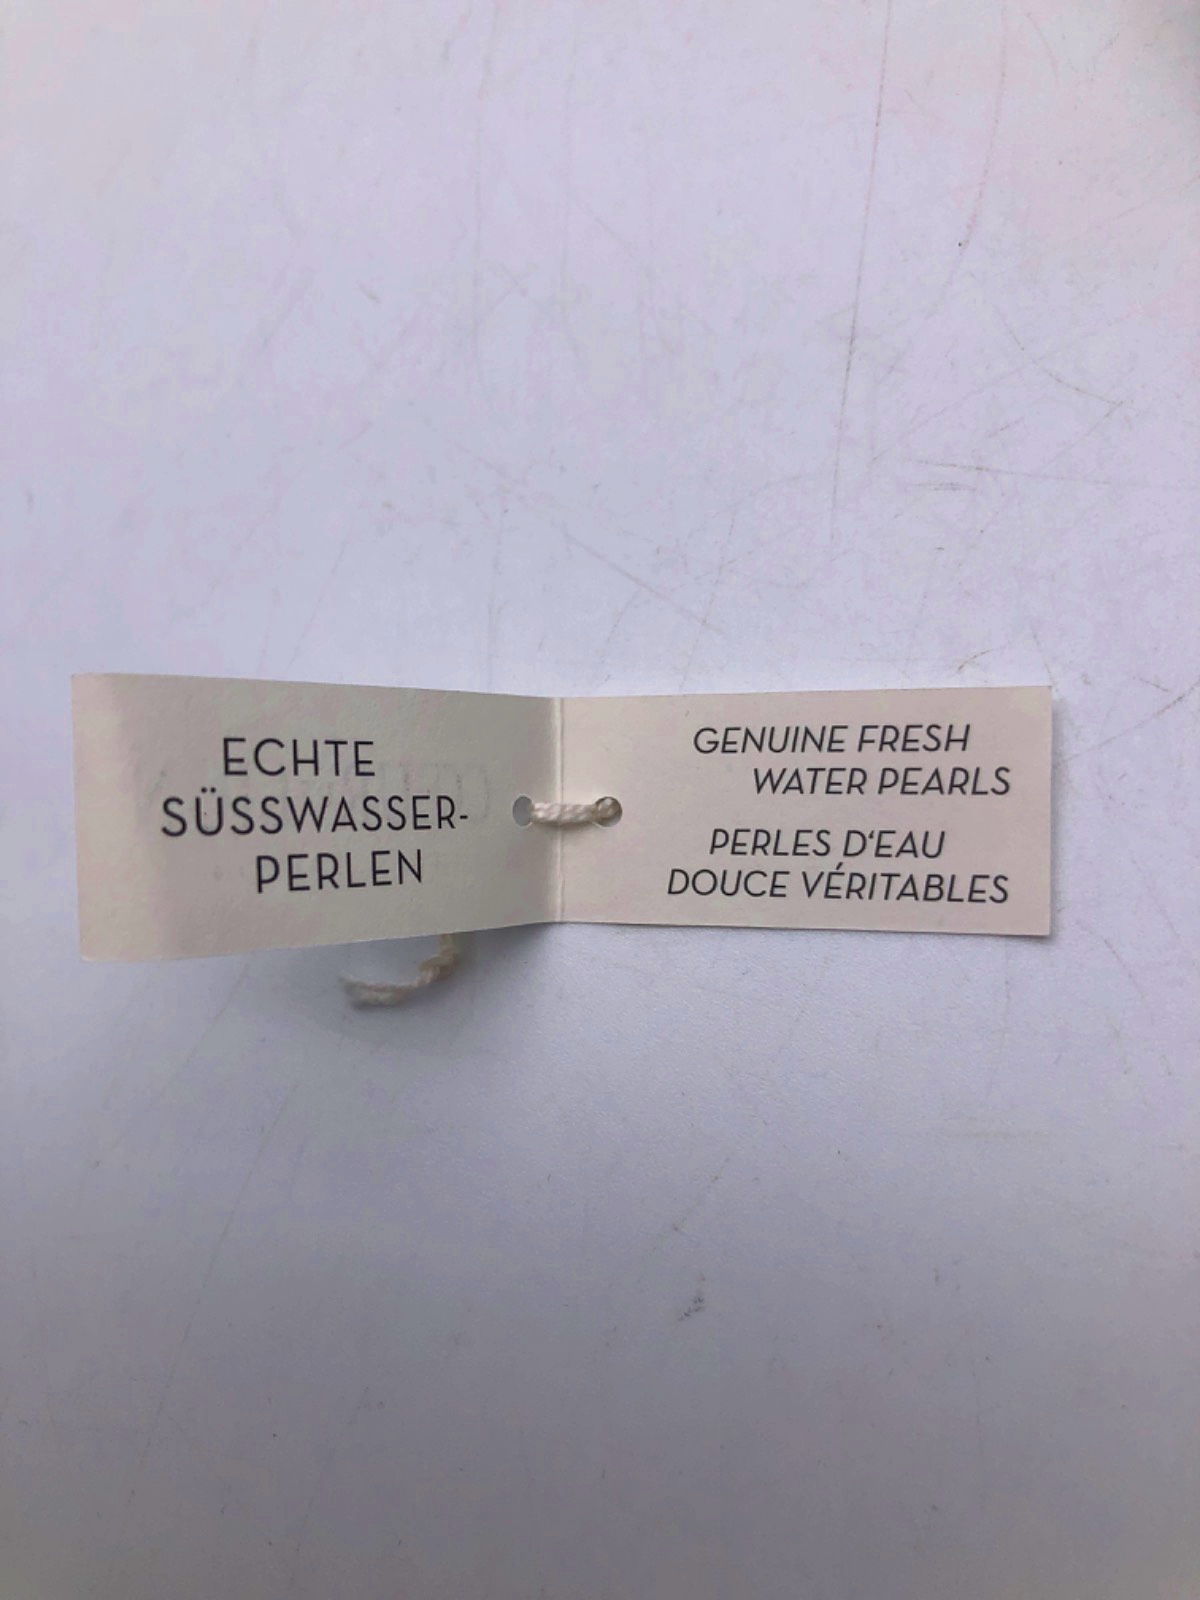 ECHTE
SÜSSWASSER-
PERLEN
GENUINE FRESH
WATER PEARLS
PERLES D‘EAU
DOUCE VÉRITABLES